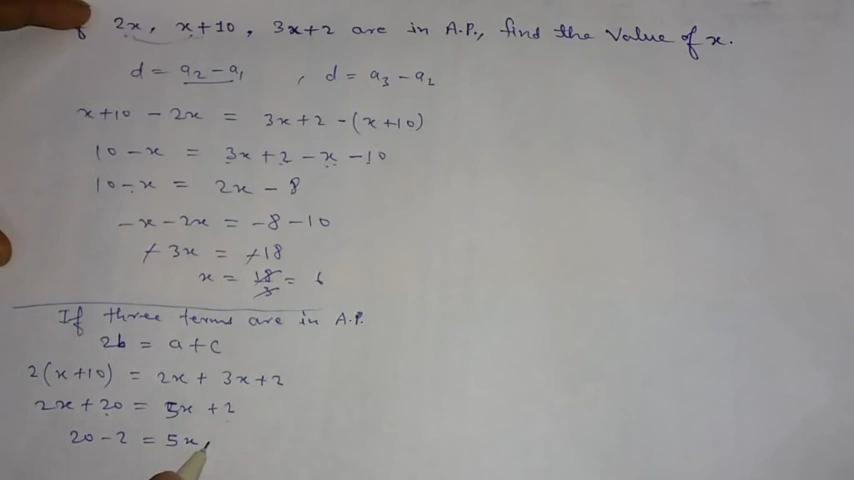 2x, x+10, 3x+2 are in A.P., find the value of x.
d = a₂-a₁ , d = a₃-a₂
x+10 - 2x = 3x+2 -(x+10)
10-x = 3x+2-x-10
10-x = 2x-8
-x-2x = -8-10
-3x = -18
x = 18/3 = 6
If three terms are in A.P.
2b = a+c
2(x+10) = 2x+3x+2
2x+20 = 5x+2
20-2 = 5x